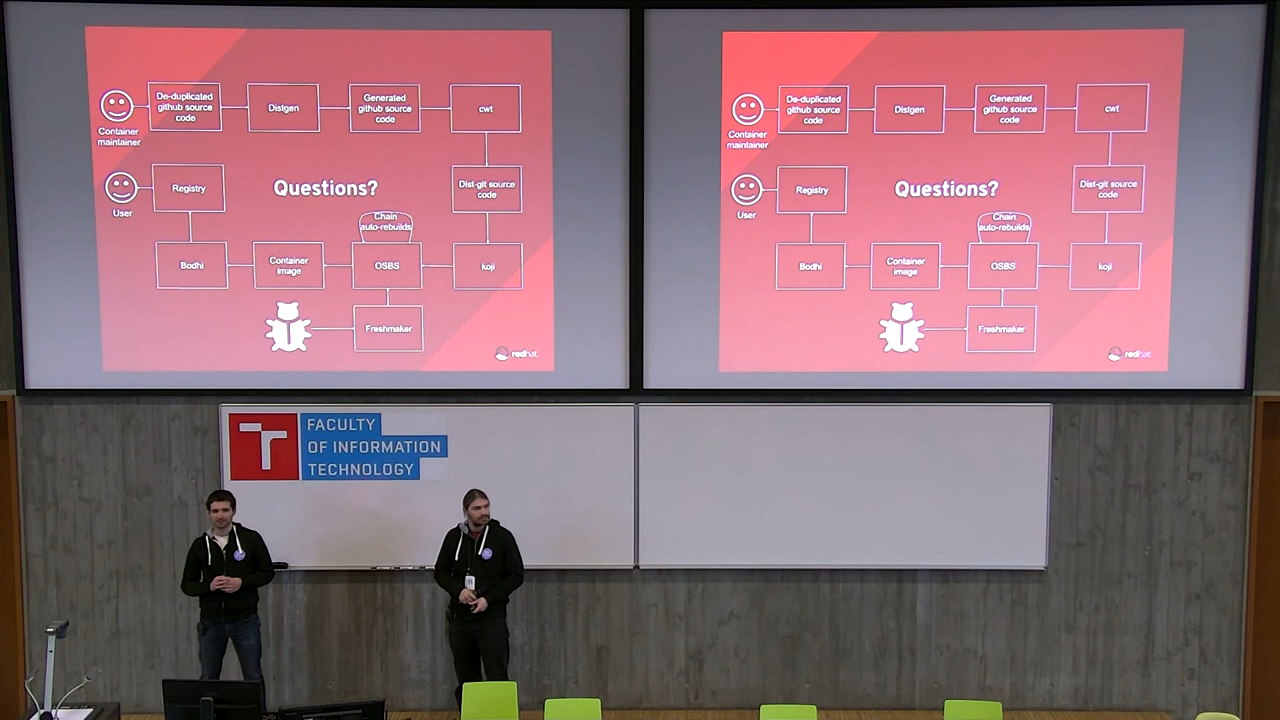 De-duplicated
github source
code
Distgen
Generated
github source
code
cwt
Container
maintainer
Registry
Questions?
Dist-git source
code
User
Chain
auto-rebuilds
Bodhi
Container
image
OSBS
koji
Freshmaker
redhat
De-duplicated
github source
code
Distgen
Generated
github source
code
cwt
Container
maintainer
Registry
Questions?
Dist-git source
code
User
Chain
auto-rebuilds
Bodhi
Container
image
OSBS
koji
Freshmaker
redhat
FACULTY
OF INFORMATION
TECHNOLOGY